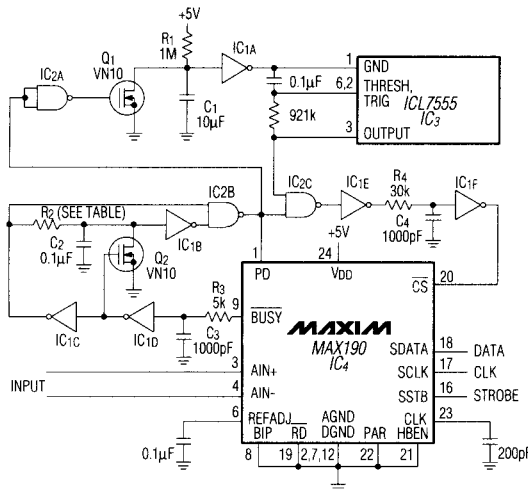 +5V
R1
1M
IC1A
Q1
VN10
IC2A
C1
10µF
0.1µF
921k
1
GND
6,2
THRESH,
TRIG
ICL7555
IC3
3
OUTPUT
R2 (SEE TABLE)
C2
0.1µF
IC1B
IC2B
IC2C
IC1E
R4
30k
C4
1000pF
IC1F
Q2
VN10
+5V
1
PD
24
VDD
CS
20
IC1C
IC1D
R3
5k
C3
1000pF
9
BUSY
MAXIM
MAX190
IC4
SDATA
18
DATA
SCLK
17
CLK
SSTB
16
STROBE
CLK
23
200pF
INPUT
3
AIN+
4
AIN-
6
REFADJ
AGND
DGND
BIP
RD
PAR
HBEN
0.1µF
8
19
2,7,12
22
21